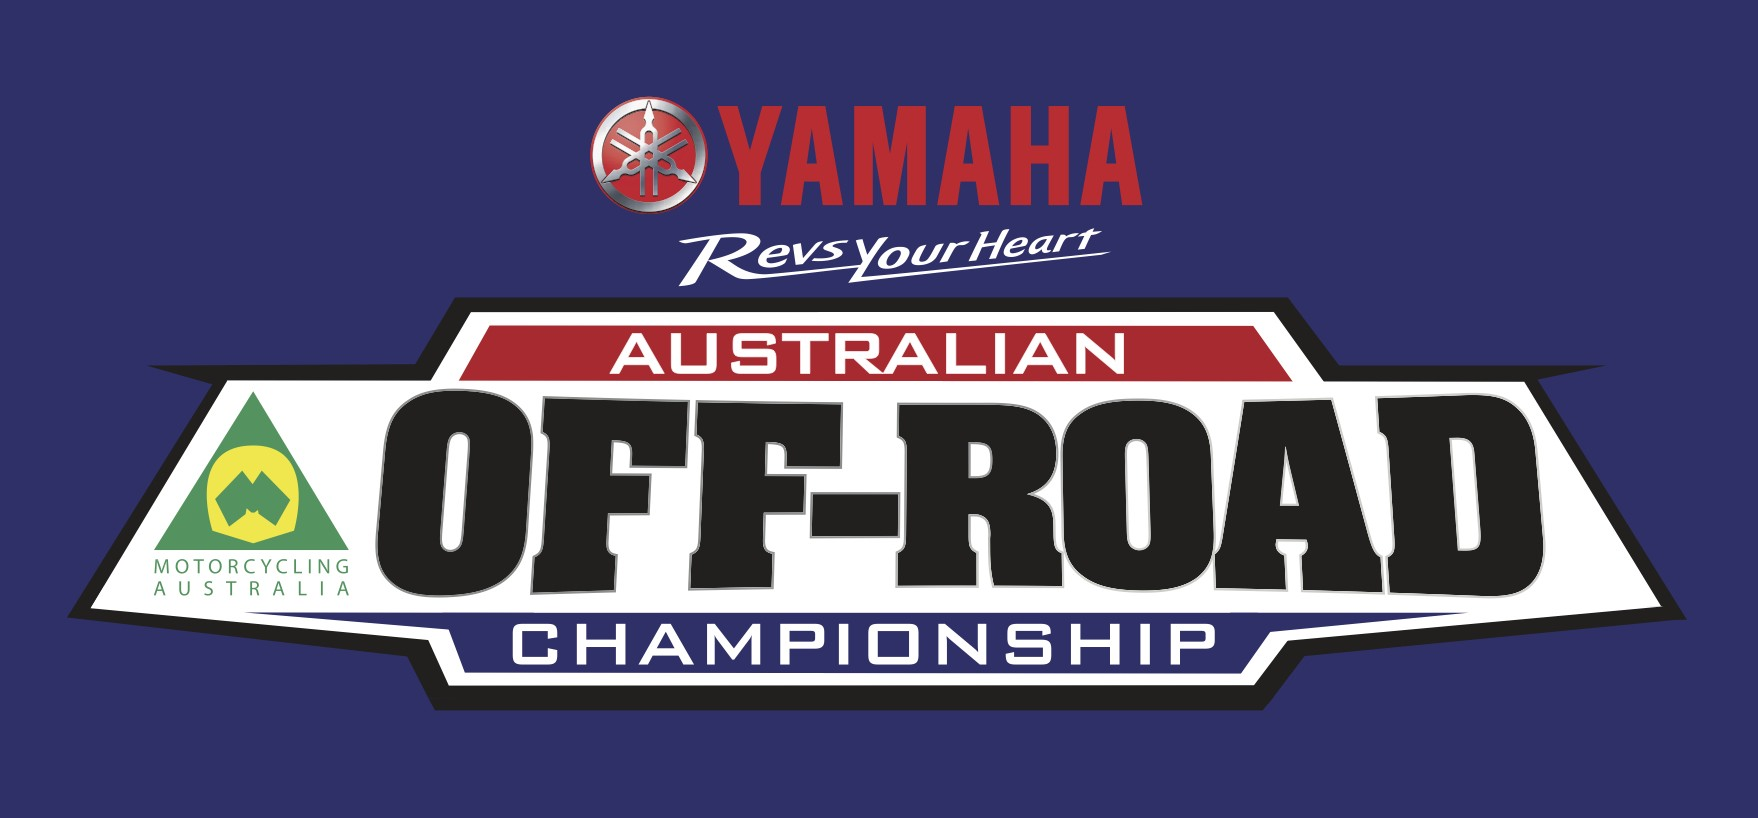 YAMAHA
Revs Your Heart
AUSTRALIAN
OFF-ROAD
MOTORCYCLING
AUSTRALIA
CHAMPIONSHIP